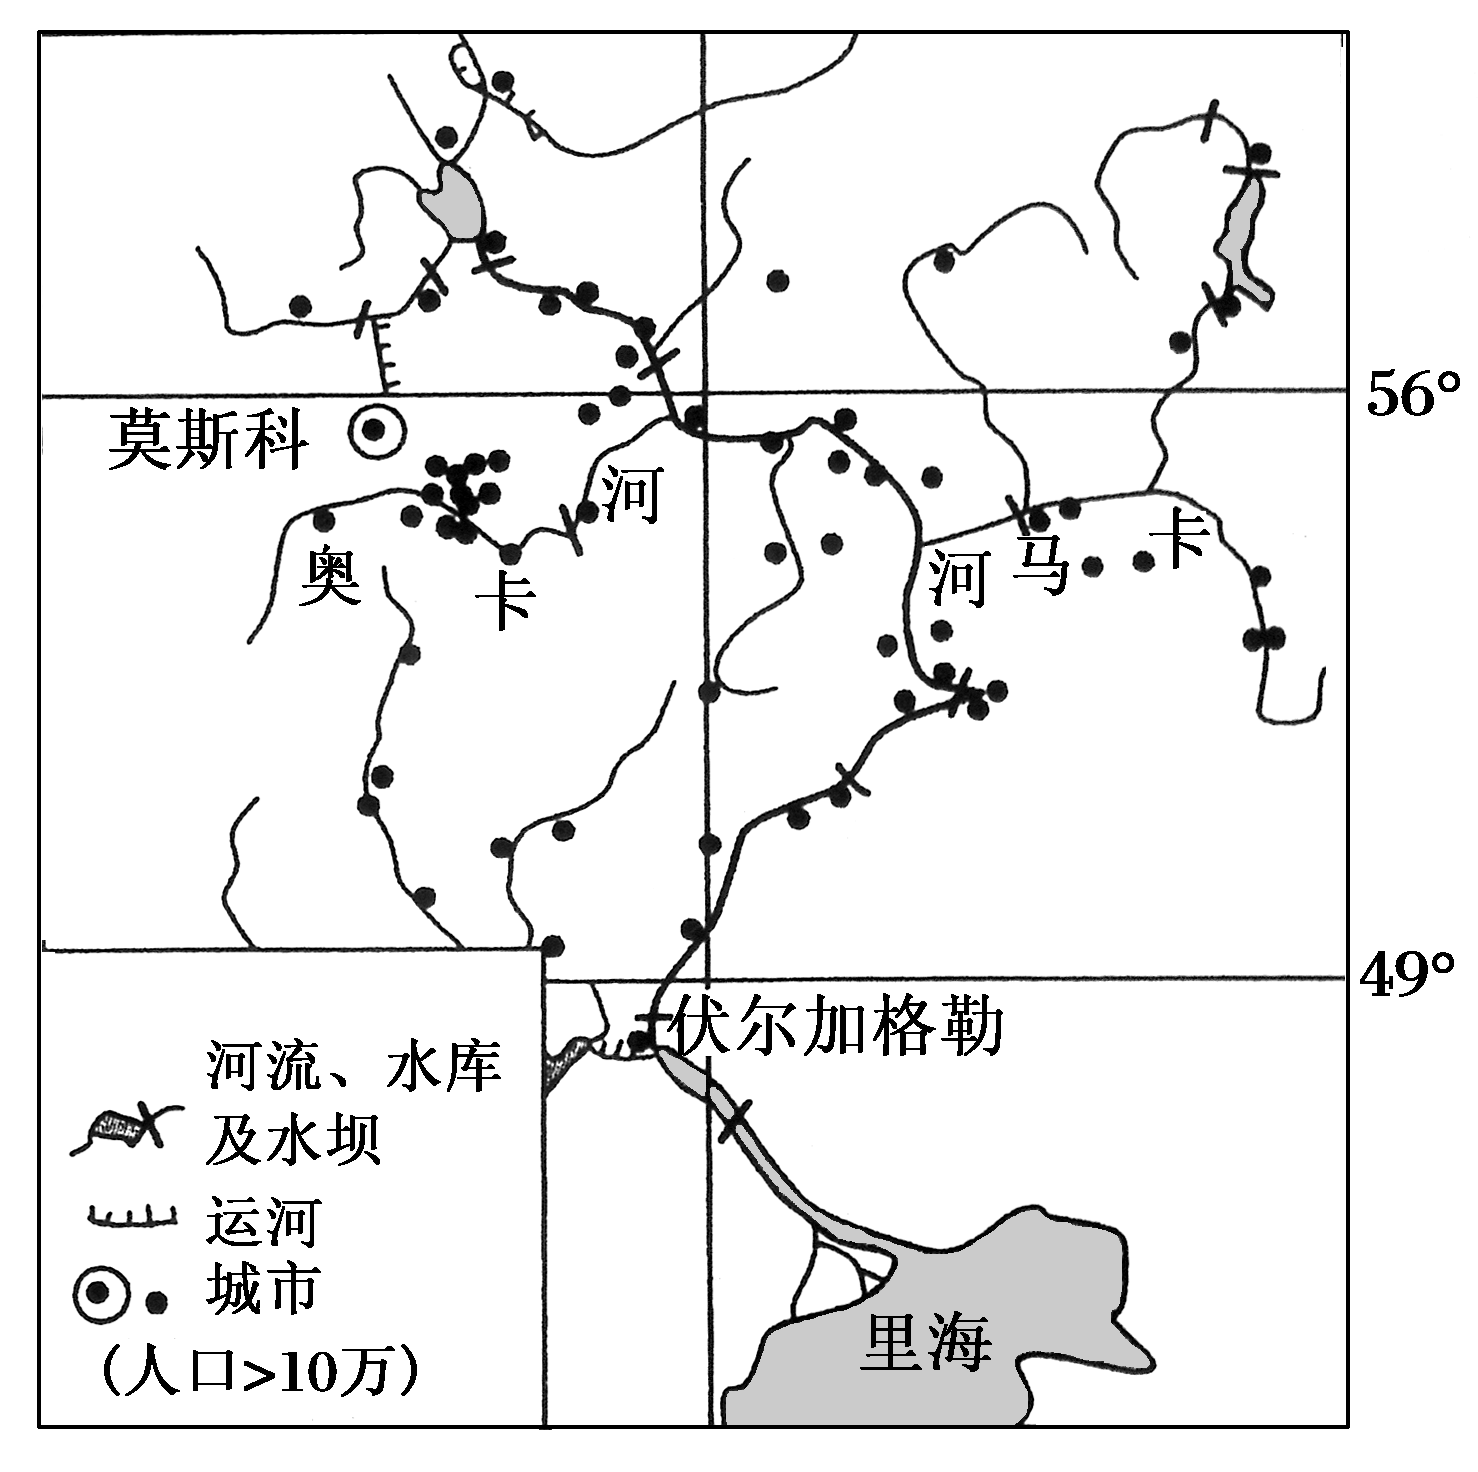 56°
莫斯科
河
奥
卡
河
马
卡
49°
伏尔加格勒
河流、水库
及水坝
运河
城市
(人口>10万)
里海